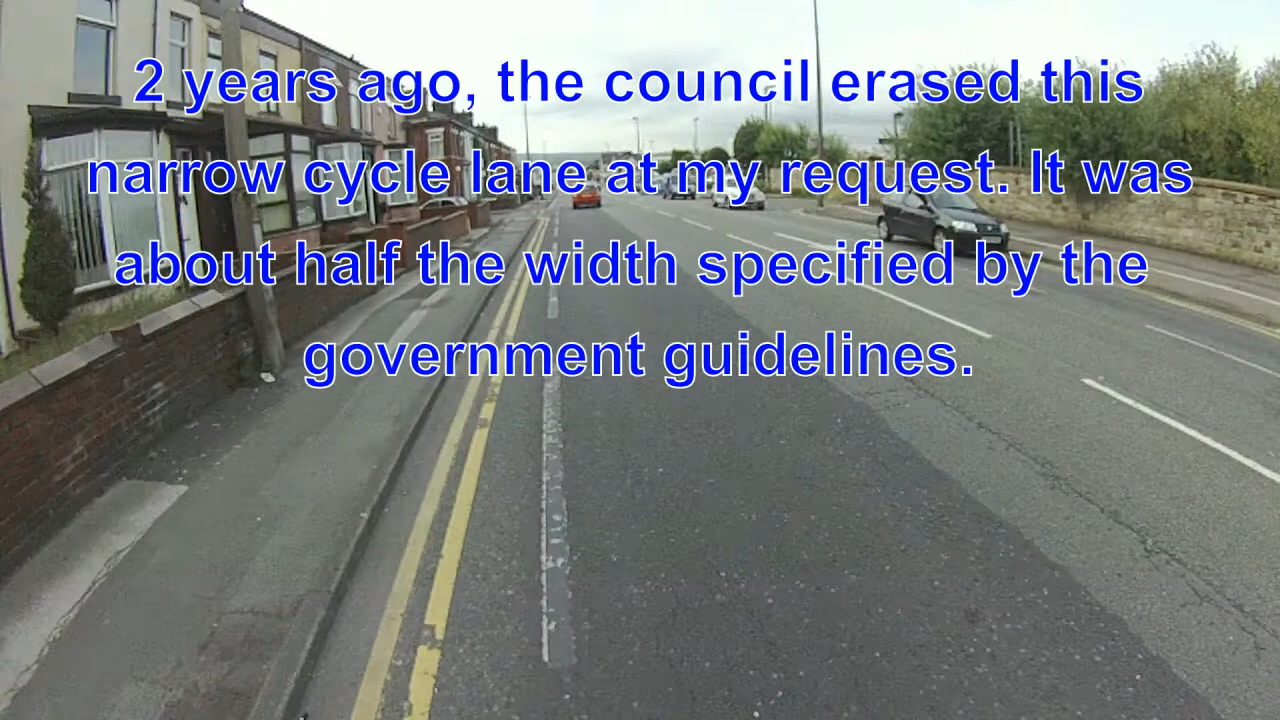 2 years ago, the council erased this
narrow cycle lane at my request. It was
about half the width specified by the
government guidelines.